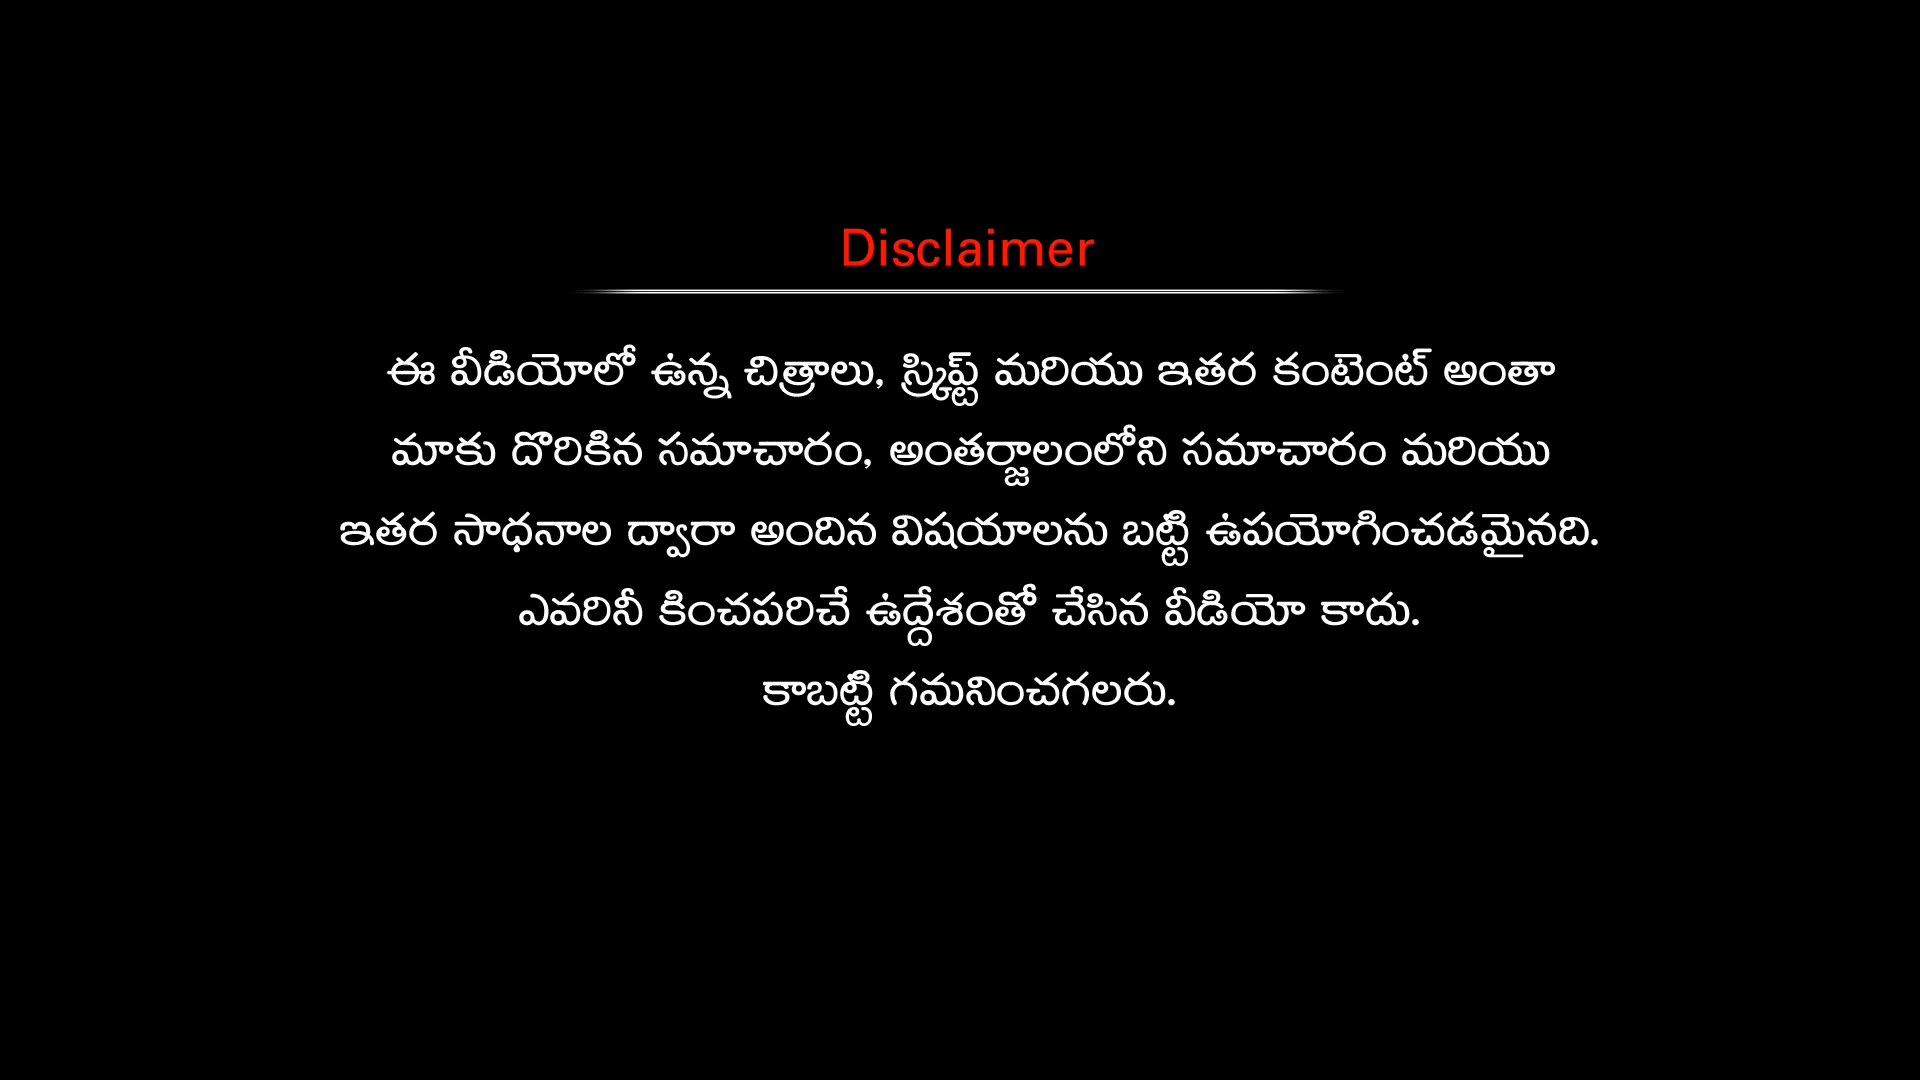 Disclaimer
ఈ వీడియోలో ఉన్న చిత్రాలు, స్క్రిప్ట్ మరియు ఇతర కంటెంట్ అంతా
మాకు దొరికిన సమాచారం, అంతర్జాలంలోని సమాచారం మరియు
ఇతర సాధనాల ద్వారా అందిన విషయాలను బట్టి ఉపయోగించడమైనది.
ఎవరినీ కించపరిచే ఉద్దేశంతో చేసిన వీడియో కాదు.
కాబట్టి గమనించగలరు.